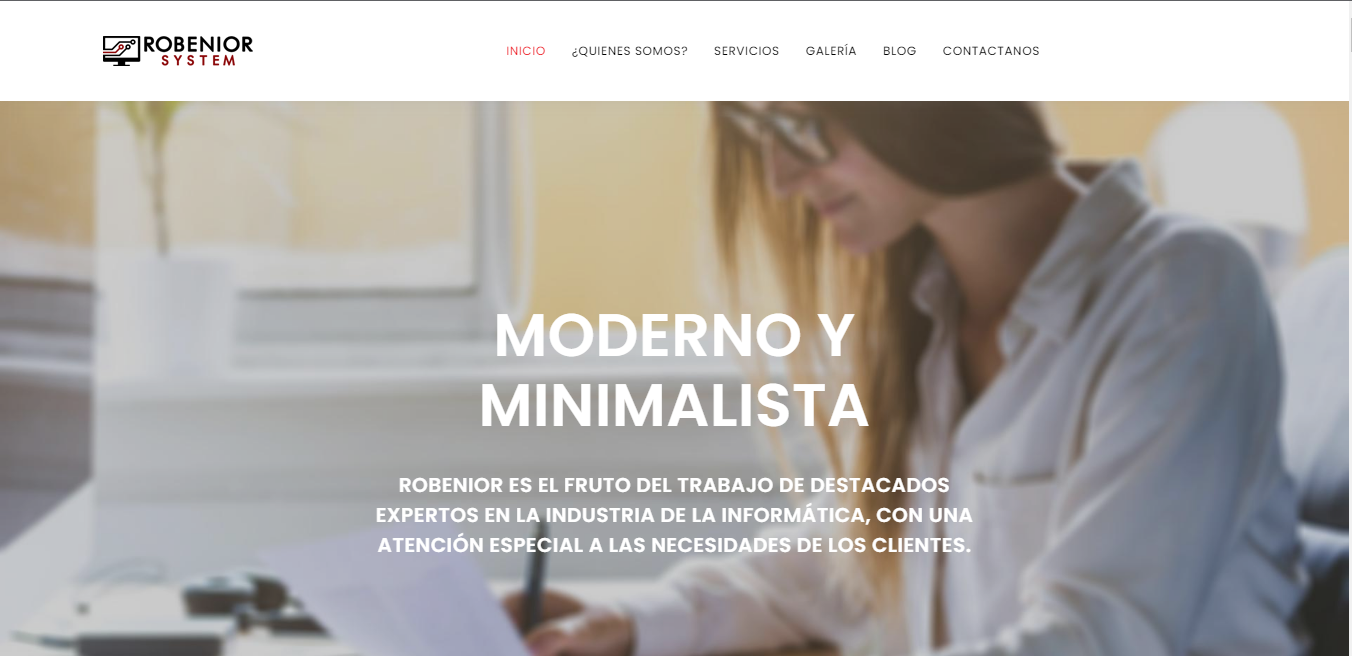 ROBENIOR
SYSTEM
INICIO ¿QUIENES SOMOS? SERVICIOS GALERÍA BLOG CONTACTANOS
MODERNO Y
MINIMALISTA
ROBENIOR ES EL FRUTO DEL TRABAJO DE DESTACADOS
EXPERTOS EN LA INDUSTRIA DE LA INFORMÁTICA, CON UNA
ATENCIÓN ESPECIAL A LAS NECESIDADES DE LOS CLIENTES.